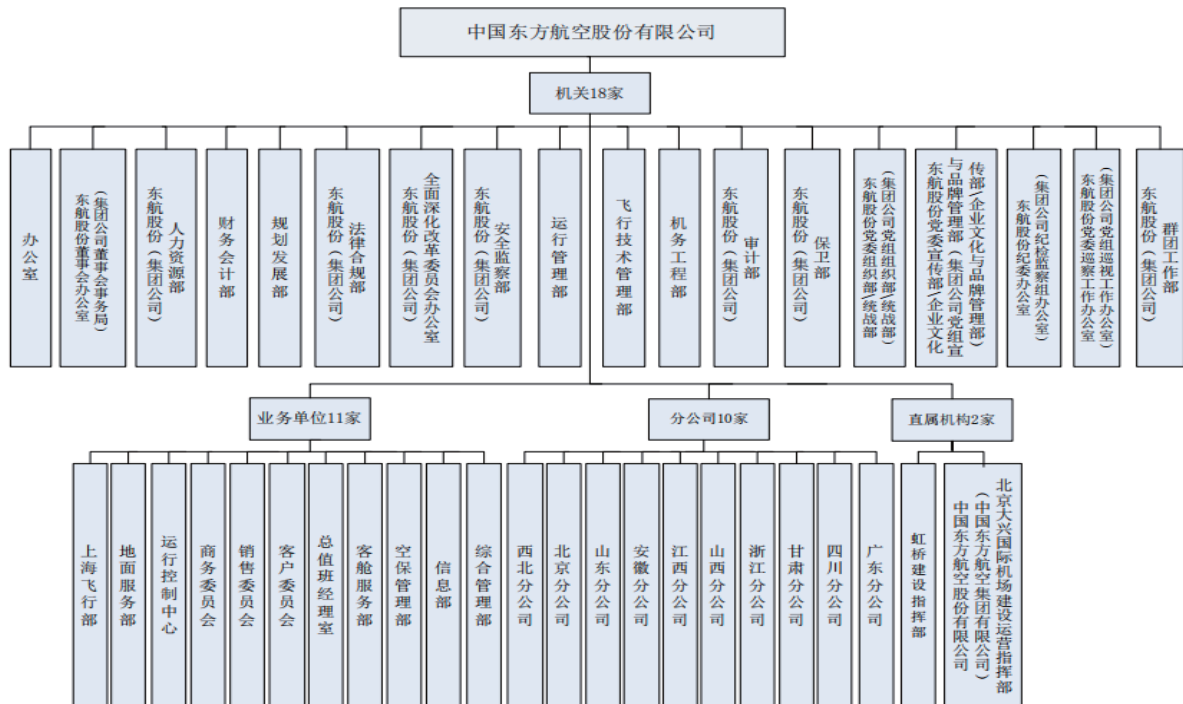 中国东方航空股份有限公司
机关18家
办公室
东航股份董事会办公室
(集团公司董事会事务局)
东航股份(集团公司)
人力资源部
财务会计部
规划发展部
东航股份(集团公司)
法律合规部
东航股份(集团公司)
全面深化改革委员会办公室
东航股份(集团公司)
安全监察部
运行管理部
飞行技术管理部
机务工程部
东航股份(集团公司)
审计部
东航股份(集团公司)
保卫部
东航股份党委组织部\统战部
(集团公司党组组织部\统战部)
东航股份党委宣传部\企业文化
与品牌管理部(集团公司党组宣
传部\企业文化与品牌管理部)
东航股份纪委办公室
(集团公司纪检监察组办公室)
东航股份党委巡察工作办公室
(集团公司党组巡视工作办公室)
东航股份(集团公司)
群团工作部
业务单位11家
分公司10家
直属机构2家
上海飞行部
地面服务部
运行控制中心
商务委员会
销售委员会
客户委员会
总值班经理室
客舱服务部
空保管理部
信息部
综合管理部
西北分公司
北京分公司
山东分公司
安徽分公司
江西分公司
山西分公司
浙江分公司
甘肃分公司
四川分公司
广东分公司
虹桥建设指挥部
中国东方航空股份有限公司
(中国东方航空集团有限公司)
北京大兴国际机场建设运营指挥部